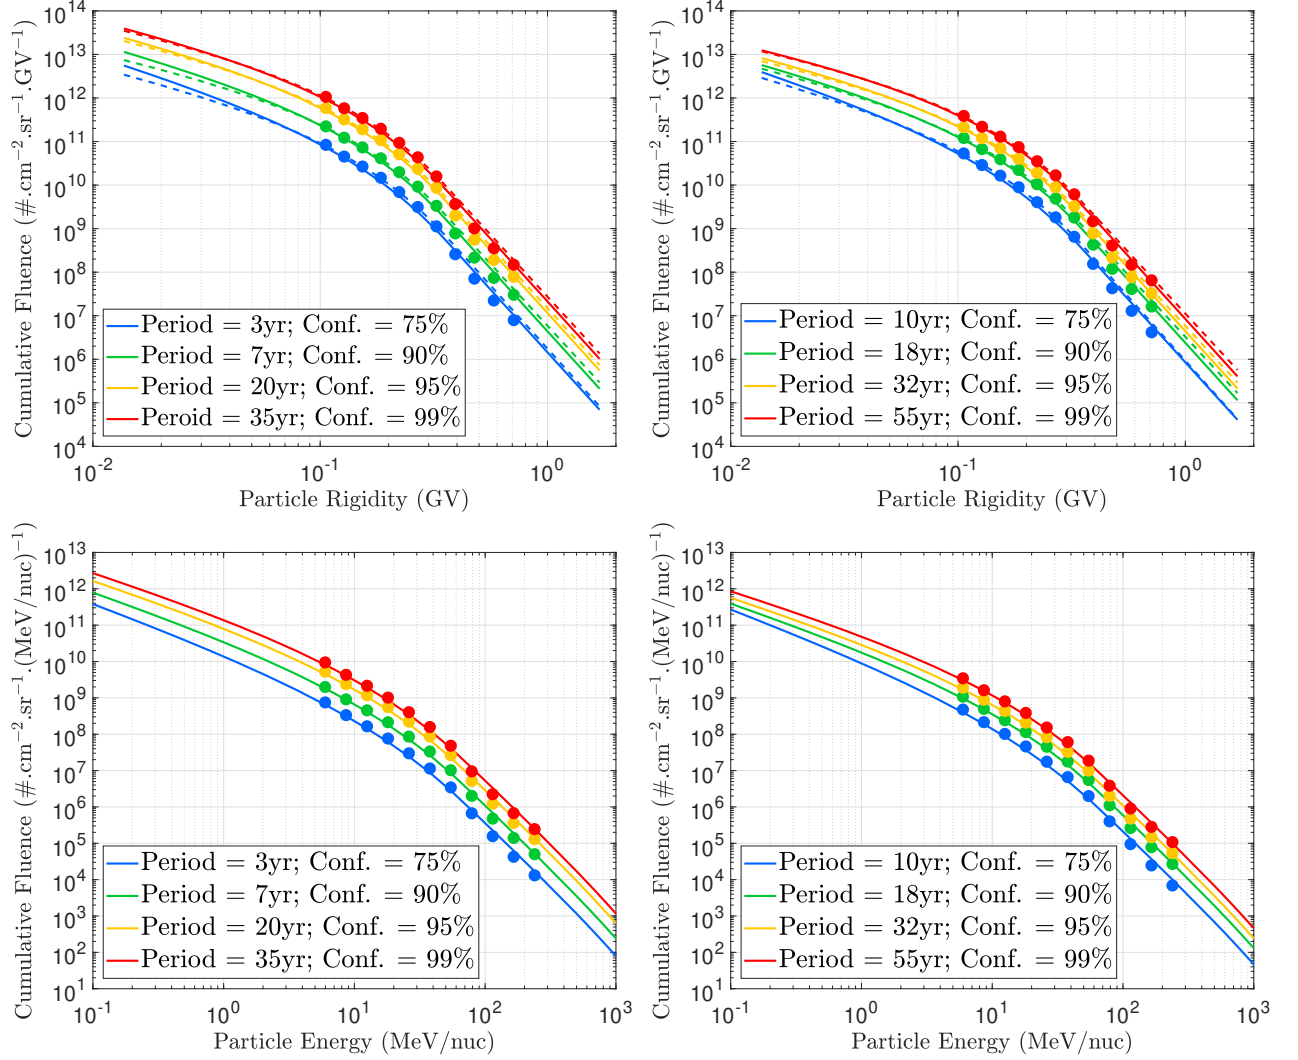 10^14
10^13
10^12
10^11
10^10
10^9
10^8
10^7
10^6
10^5
10^4
Cumulative Fluence (#.cm^−2.sr^−1.GV^−1)
Period = 3yr; Conf. = 75%
Period = 7yr; Conf. = 90%
Period = 20yr; Conf. = 95%
Peroid = 35yr; Conf. = 99%
10^-2 10^-1 10^0
Particle Rigidity (GV)
10^14
10^13
10^12
10^11
10^10
10^9
10^8
10^7
10^6
10^5
10^4
Cumulative Fluence (#.cm^−2.sr^−1.GV^−1)
Period = 10yr; Conf. = 75%
Period = 18yr; Conf. = 90%
Period = 32yr; Conf. = 95%
Period = 55yr; Conf. = 99%
10^-2 10^-1 10^0
Particle Rigidity (GV)
10^13
10^12
10^11
10^10
10^9
10^8
10^7
10^6
10^5
10^4
10^3
10^2
10^1
Cumulative Fluence (#.cm^−2.sr^−1.(MeV/nuc)^−1)
Period = 3yr; Conf. = 75%
Period = 7yr; Conf. = 90%
Period = 20yr; Conf. = 95%
Period = 35yr; Conf. = 99%
10^-1 10^0 10^1 10^2 10^3
Particle Energy (MeV/nuc)
10^13
10^12
10^11
10^10
10^9
10^8
10^7
10^6
10^5
10^4
10^3
10^2
10^1
Cumulative Fluence (#.cm^−2.sr^−1.(MeV/nuc)^−1)
Period = 10yr; Conf. = 75%
Period = 18yr; Conf. = 90%
Period = 32yr; Conf. = 95%
Period = 55yr; Conf. = 99%
10^-1 10^0 10^1 10^2 10^3
Particle Energy (MeV/nuc)